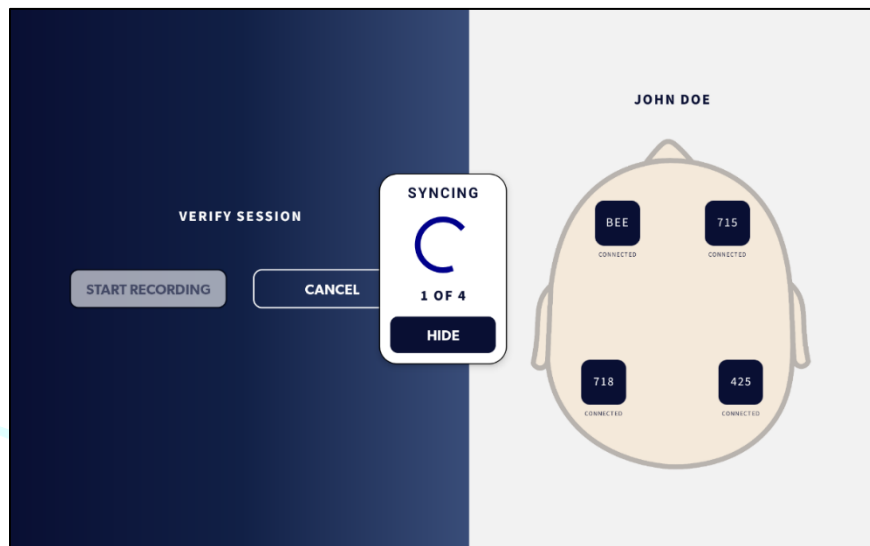 VERIFY SESSION
START RECORDING
CANCEL
SYNCING
1 OF 4
HIDE
JOHN DOE
BEE
715
CONNECTED
CONNECTED
718
425
CONNECTED
CONNECTED